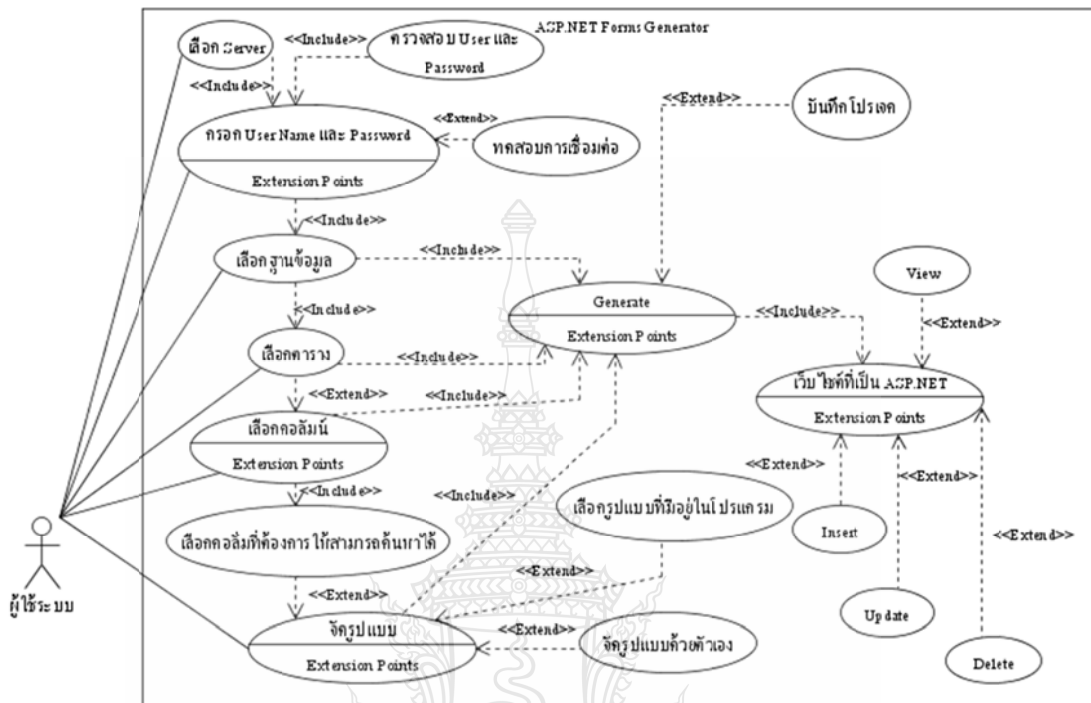 ASP.NET Forms Generator
เลือก Server
<<Include>>
ตรวจสอบ User และ
Password
<<Include>>
<<Extend>>
บันทึกโปรเจค
กรอก User Name และ Password
Extension Points
<<Extend>>
ทดสอบการเชื่อมต่อ
<<Include>>
เลือกฐานข้อมูล
<<Include>>
View
Generate
Extension Points
<<Include>>
<<Extend>>
<<Include>>
เลือกตาราง
<<Include>>
<<Extend>>
<<Include>>
เว็บไซต์ที่เป็น ASP.NET
Extension Points
เลือกคอลัมน์
Extension Points
<<Include>>
<<Include>>
<<Extend>>
<<Extend>>
<<Extend>>
เลือกรูปแบบที่มีอยู่ในโปรแกรม
Insert
เลือกคอลัมที่ต้องการให้สามารถค้นหาได้
<<Extend>>
<<Extend>>
Update
จัดรูปแบบ
Extension Points
<<Extend>>
จัดรูปแบบด้วยตัวเอง
Delete
ผู้ใช้ระบบ